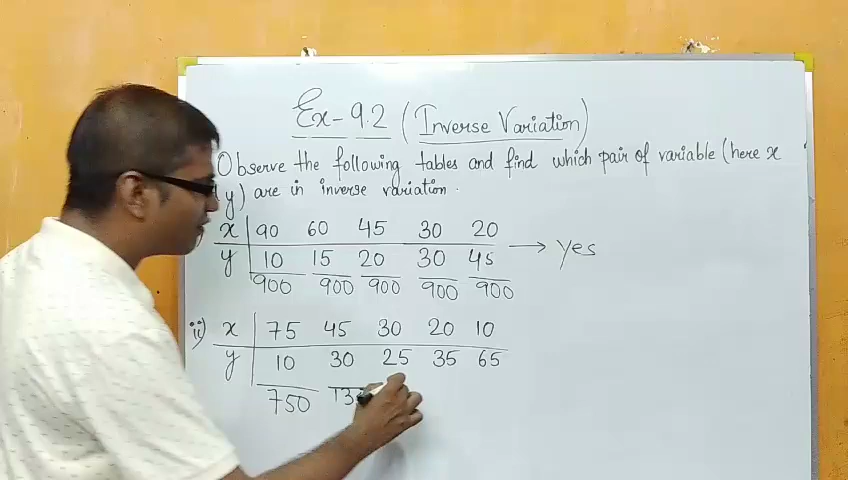 Ex-9.2 (Inverse Variation)
Observe the following tables and find which pair of variable (here x
y) are in inverse variation.
x 90 60 45 30 20 → yes
y 10 15 20 30 45
900 900 900 900 900
ii) x 75 45 30 20 10
y 10 30 25 35 65
750 13